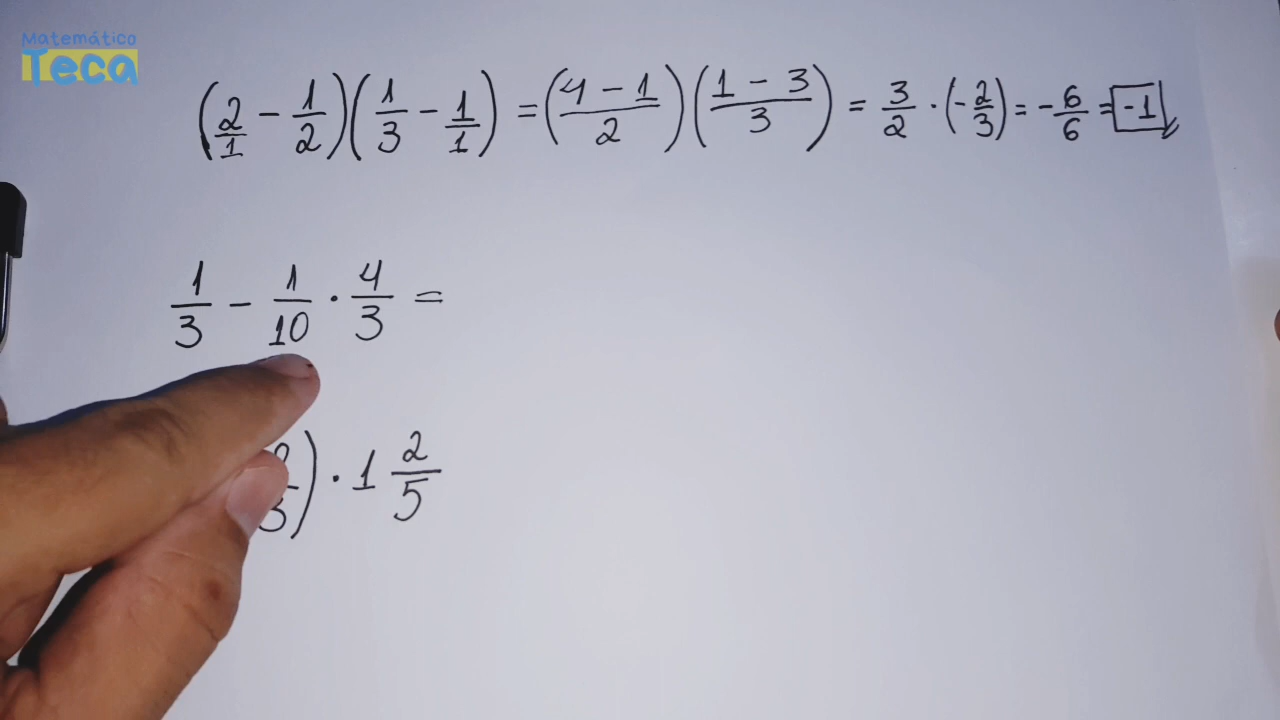 Matemático
Teca
(2/1 - 1/2)(1/3 - 1/1) = (4 - 1/2)(1 - 3/3) = 3/2 · (-2/3) = -6/6 = -1
1/3 - 1/10 · 4/3 =
) · 1 2/5